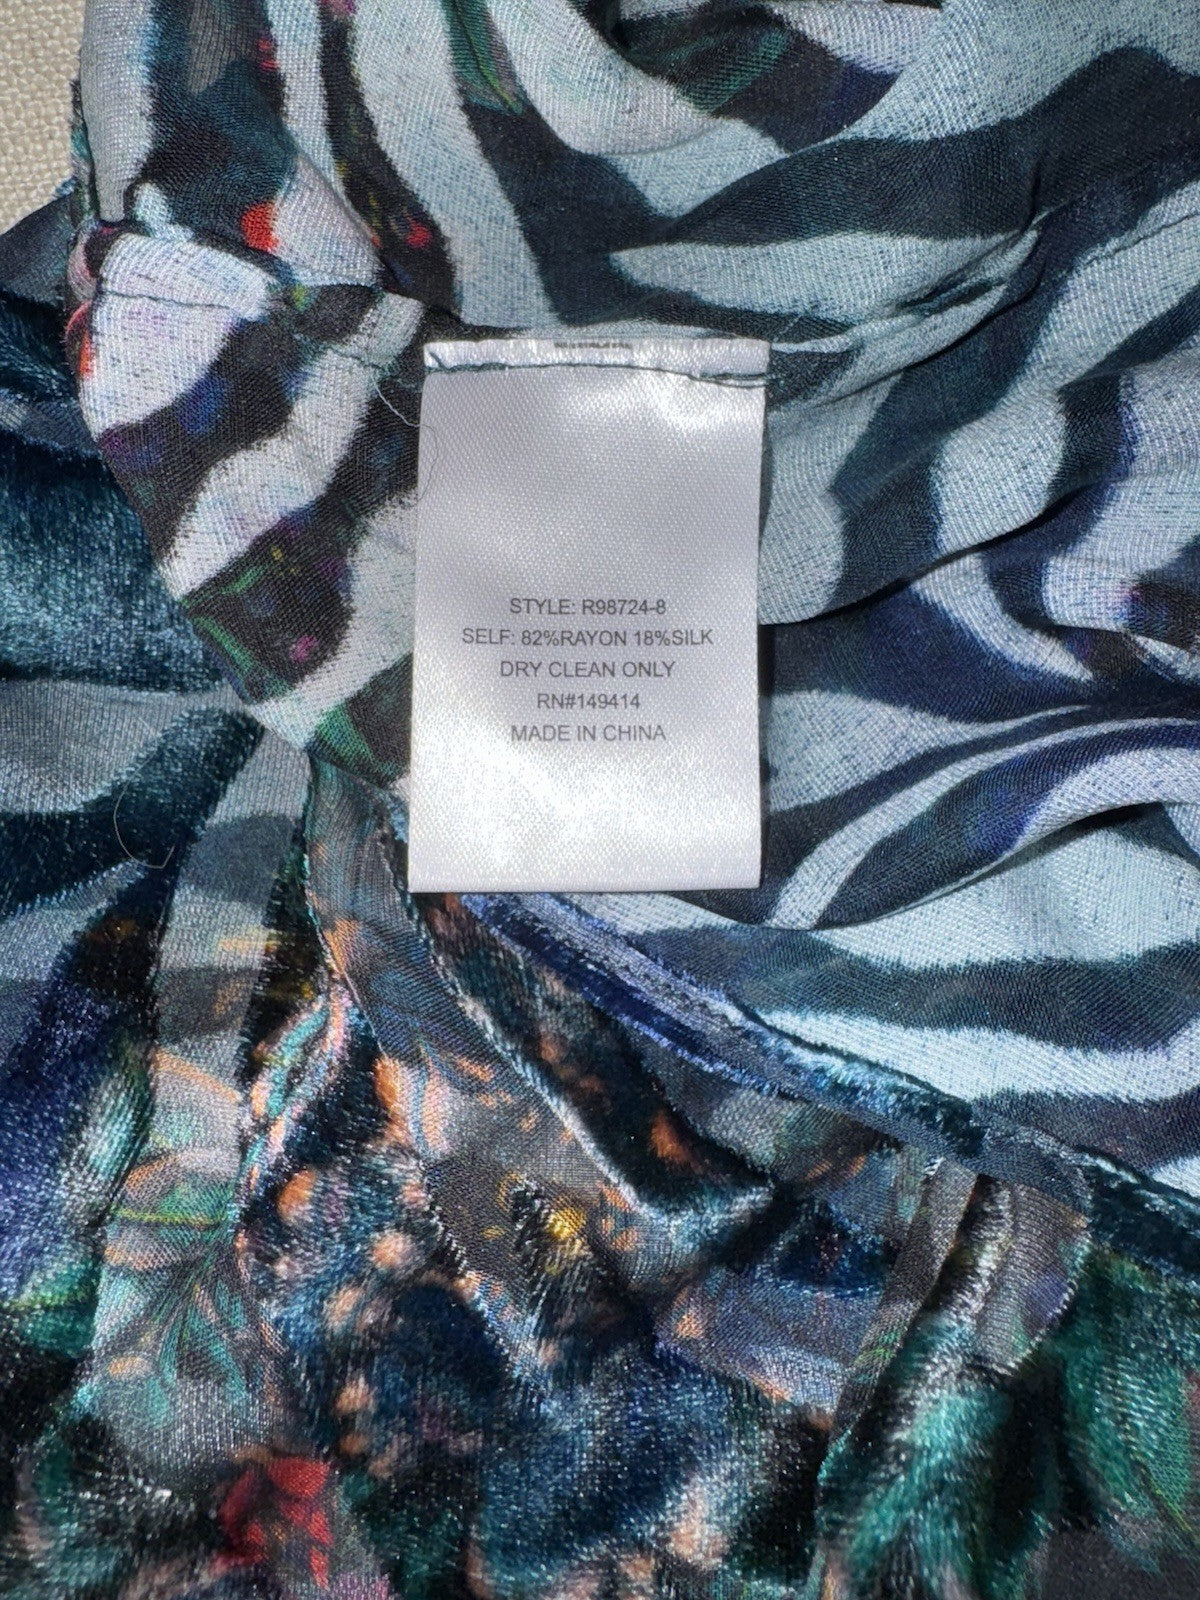 STYLE: R98724-8
SELF: 82%RAYON 18%SILK
DRY CLEAN ONLY
RN#149414
MADE IN CHINA